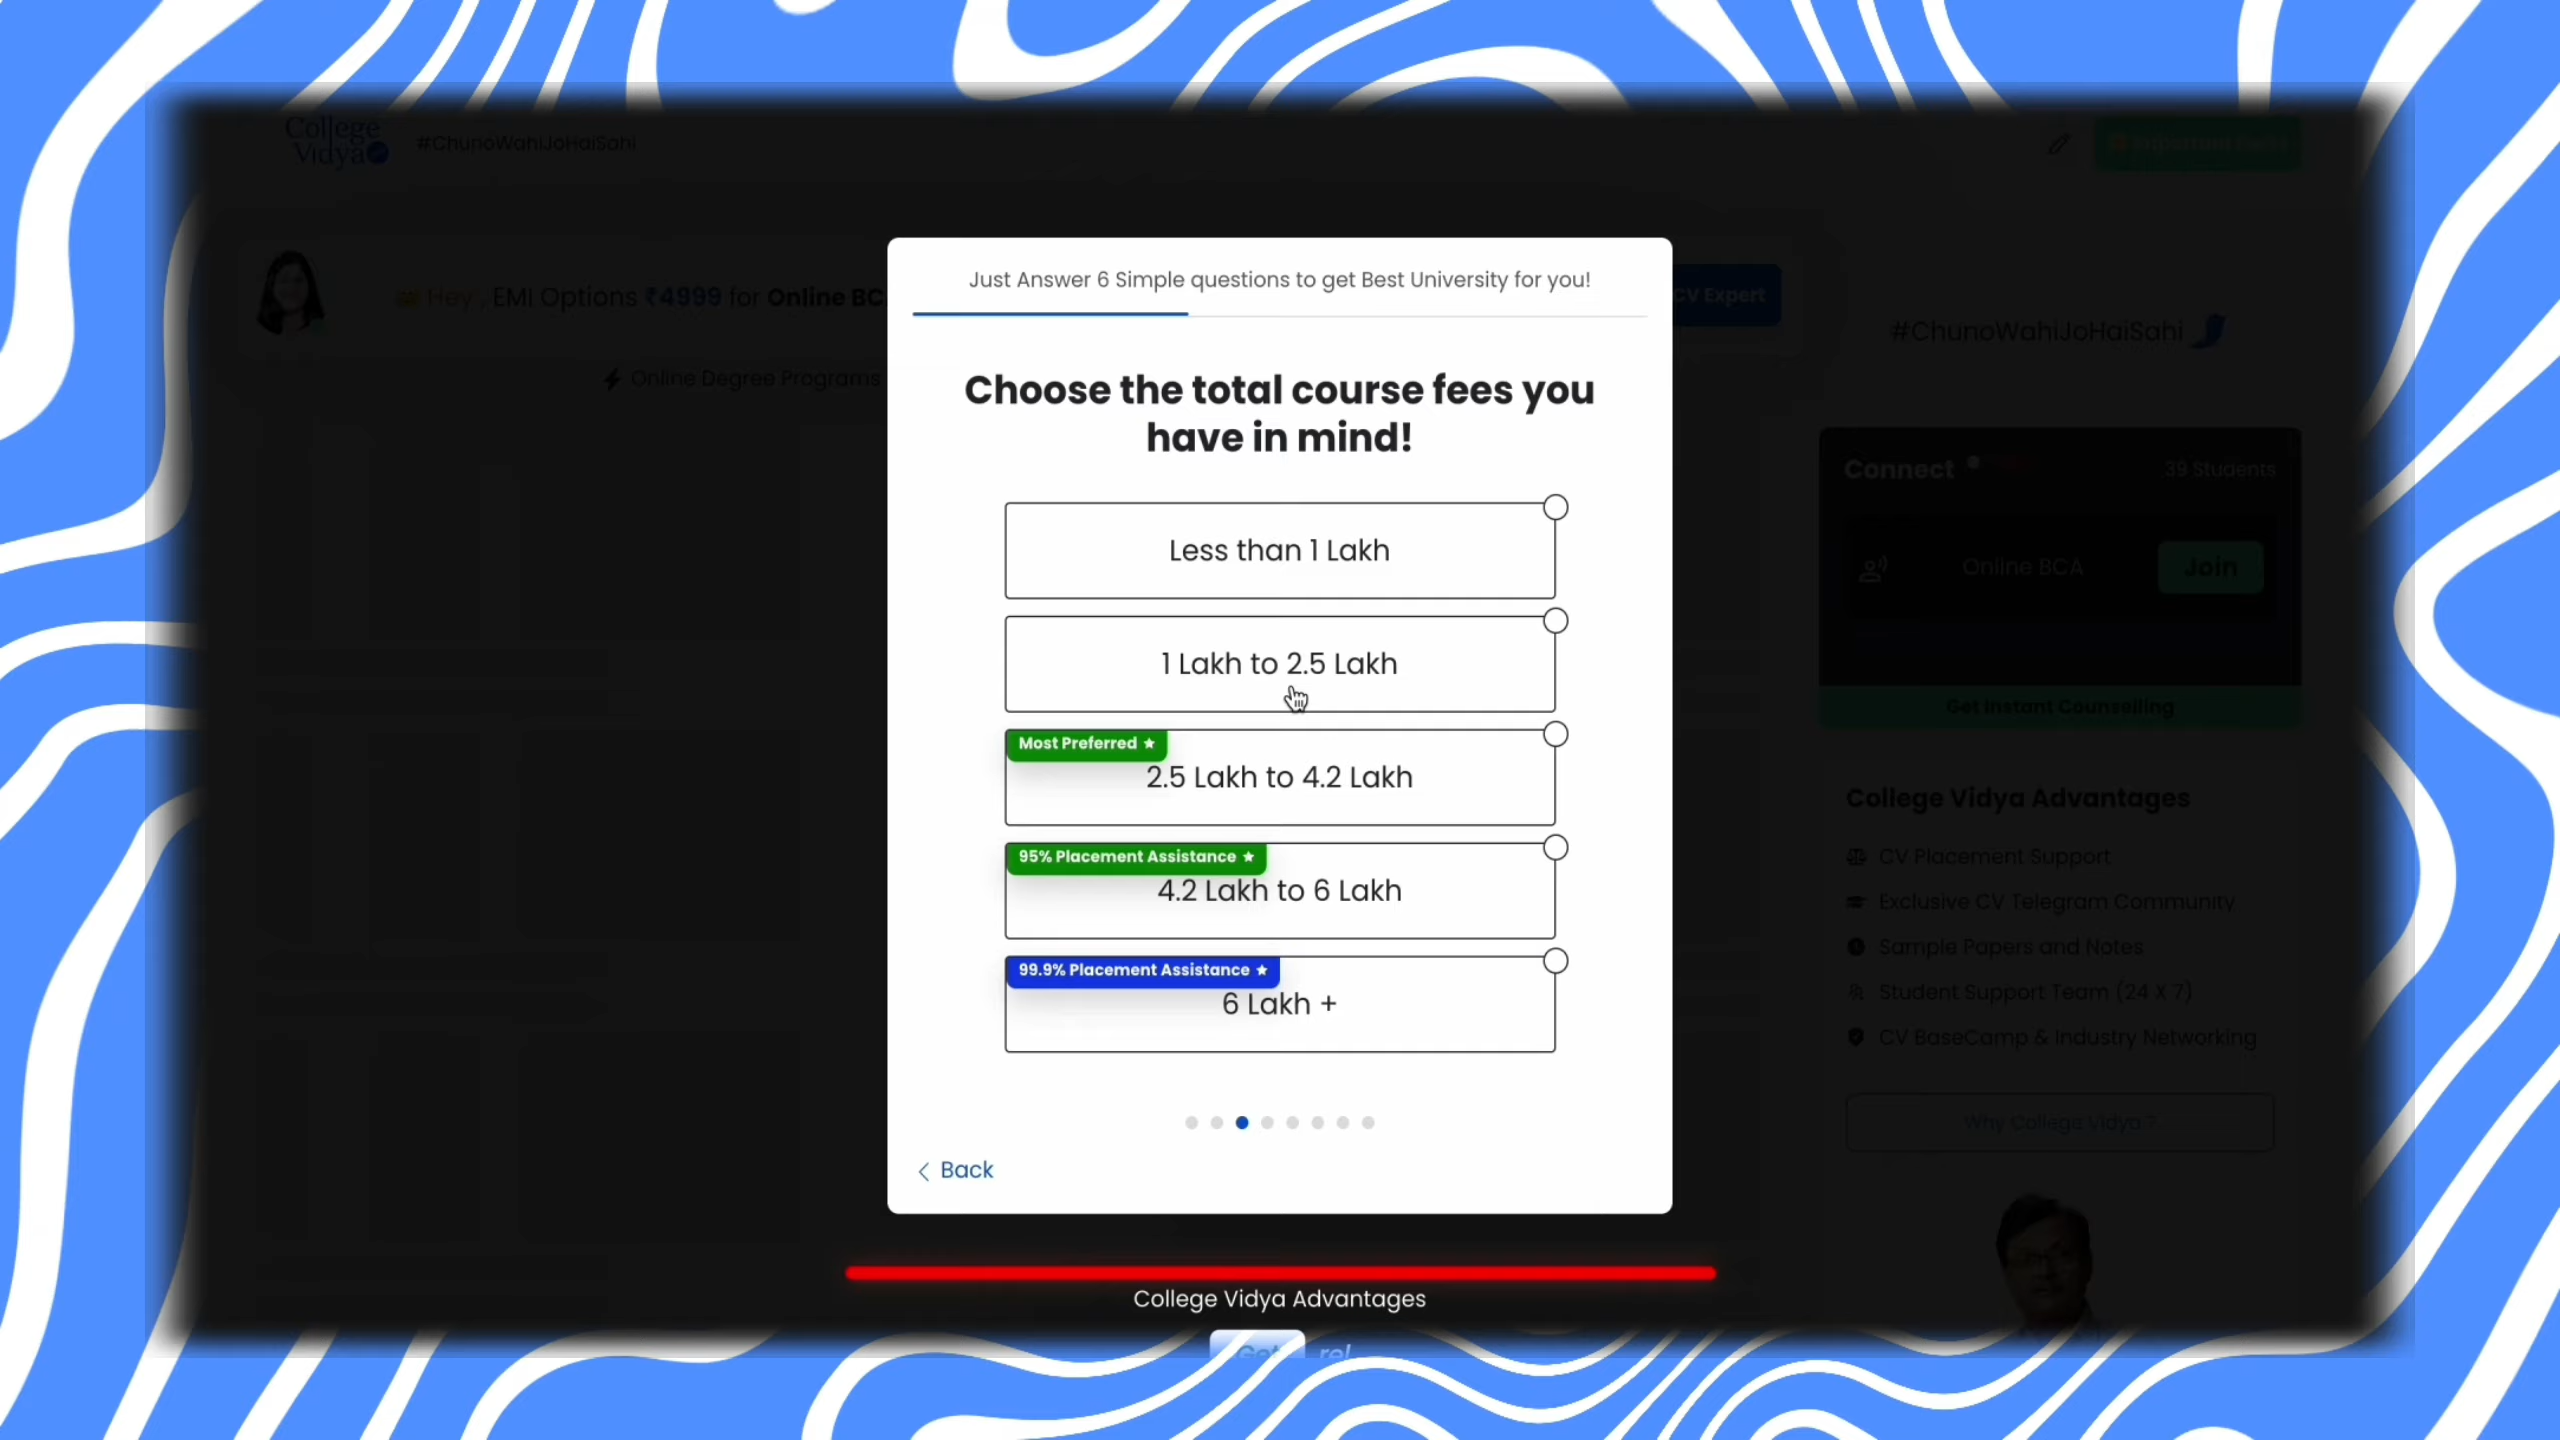 College
Vidya
#ChunoWahiJoHaiSahi
Hey , EMI Options ₹4999 for Online BC
CV Expert
#ChunoWahiJoHaiSahi
Online Degree Programs
Just Answer 6 Simple questions to get Best University for you!
Choose the total course fees you
have in mind!
Less than 1 Lakh
1 Lakh to 2.5 Lakh
Most Preferred ★
2.5 Lakh to 4.2 Lakh
95% Placement Assistance ★
4.2 Lakh to 6 Lakh
99.9% Placement Assistance ★
6 Lakh +
Back
Connect
39 Students
Online BCA
Join
Get Instant Counselling
College Vidya Advantages
CV Placement Support
Exclusive CV Telegram Community
Sample Papers and Notes
Student Support Team (24 X 7)
CV BaseCamp & Industry Networking
Why College Vidya ?
College Vidya Advantages